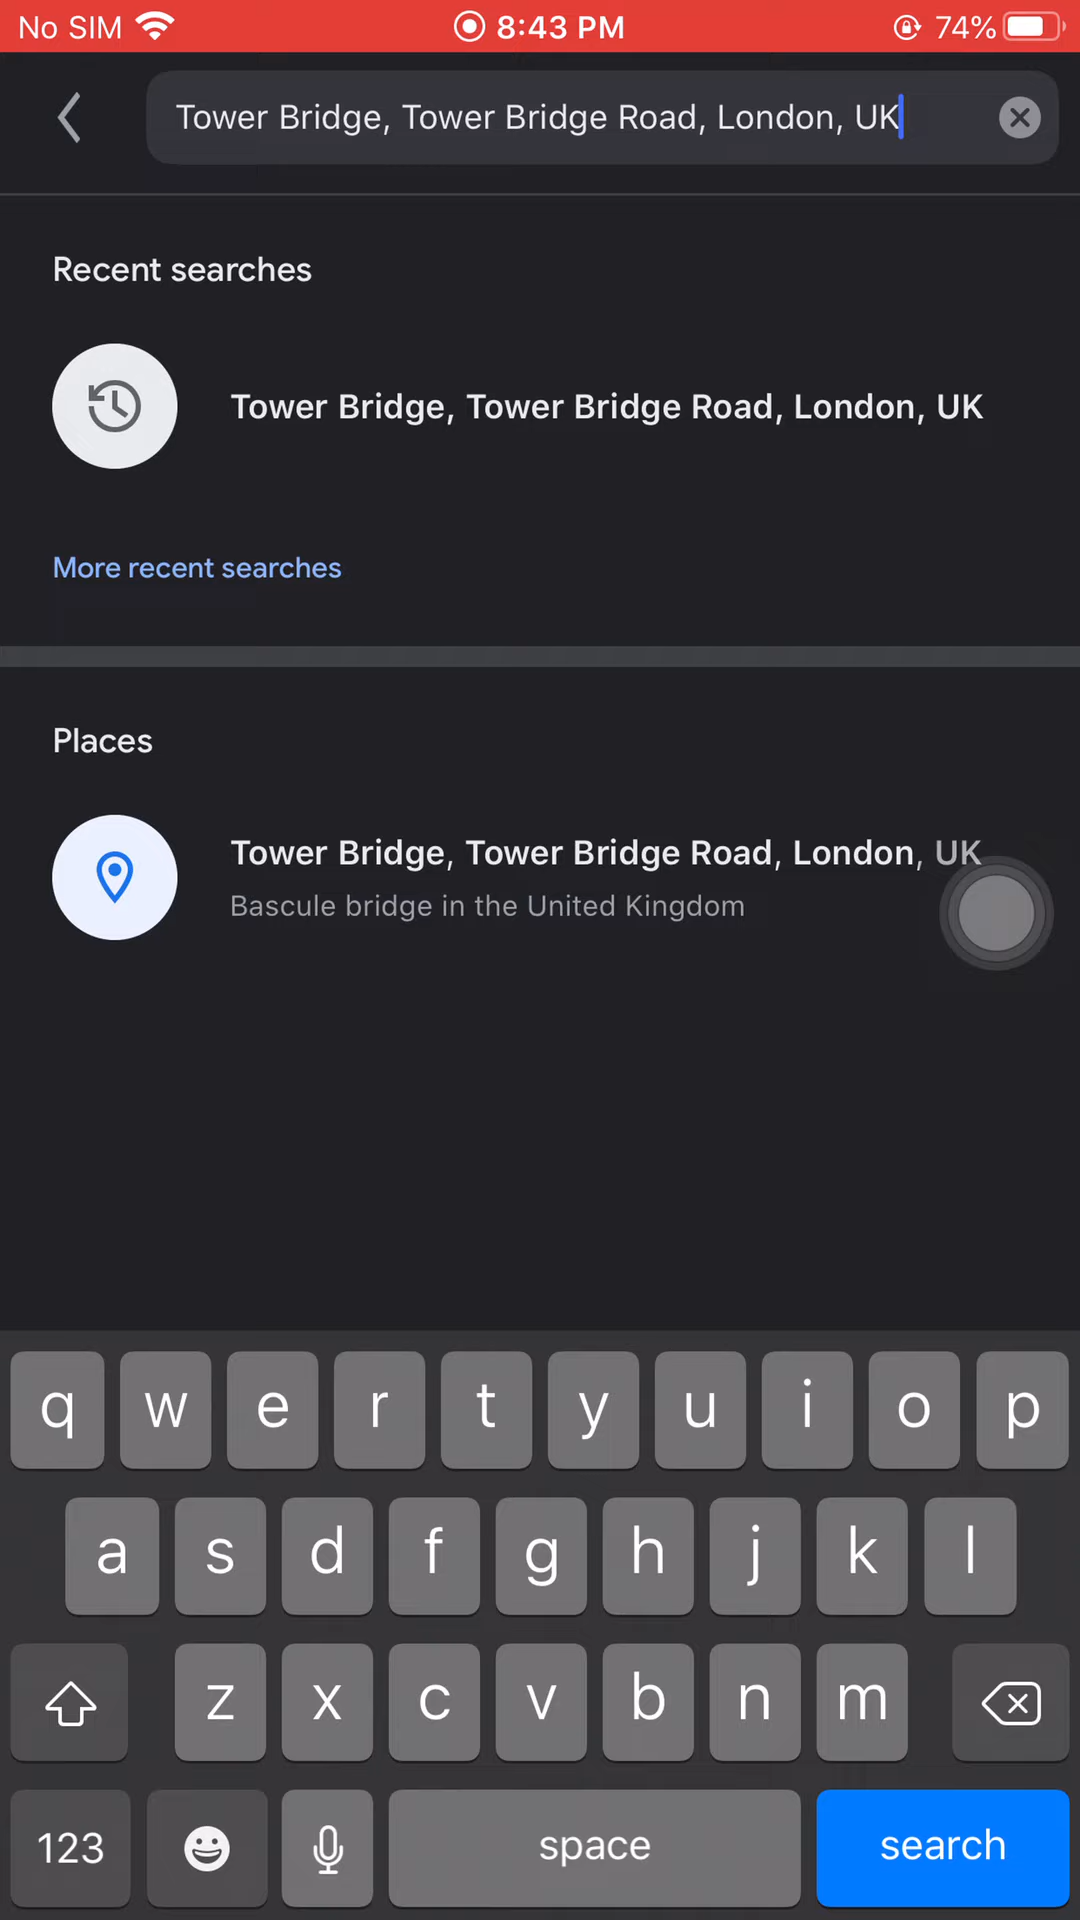 No SIM 8:43 PM 74%
Tower Bridge, Tower Bridge Road, London, UK
Recent searches
Tower Bridge, Tower Bridge Road, London, UK
More recent searches
Places
Tower Bridge, Tower Bridge Road, London, UK
Bascule bridge in the United Kingdom
q w e r t y u i o p
a s d f g h j k l
z x c v b n m
123 space search